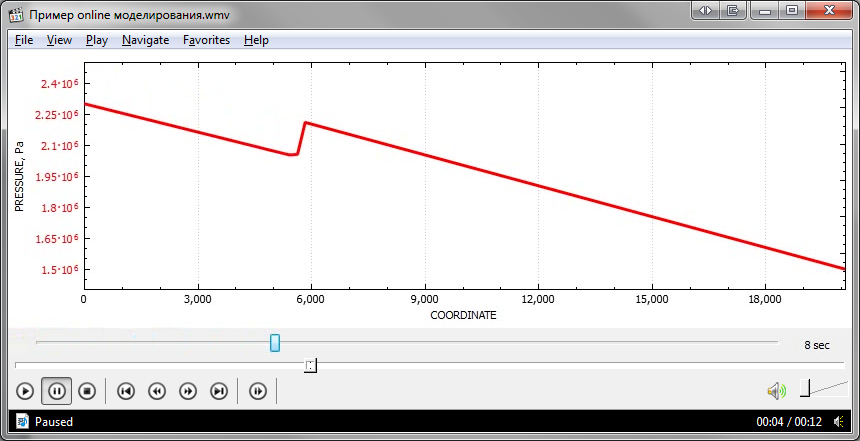 Пример online моделирования.wmv
File View Play Navigate Favorites Help
2.4·10⁶
2.25·10⁶
2.1·10⁶
1.95·10⁶
1.8·10⁶
1.65·10⁶
1.5·10⁶
PRESSURE, Pa
0 3,000 6,000 9,000 12,000 15,000 18,000
COORDINATE
8 sec
Paused 00:04 / 00:12